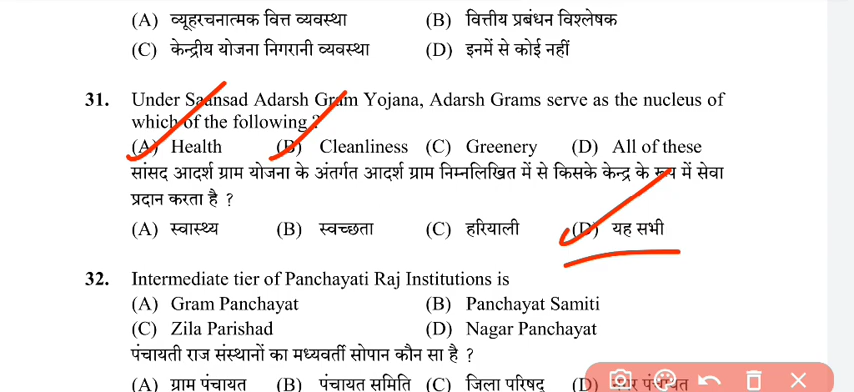 (A) व्यूहरचनात्मक वित्त व्यवस्था (B) वित्तीय प्रबंधन विश्लेषक
(C) केन्द्रीय योजना निगरानी व्यवस्था (D) इनमें से कोई नहीं
31. Under Saansad Adarsh Gram Yojana, Adarsh Grams serve as the nucleus of
which of the following ?
(A) Health (B) Cleanliness (C) Greenery (D) All of these
सांसद आदर्श ग्राम योजना के अंतर्गत आदर्श ग्राम निम्नलिखित में से किसके केन्द्र के रूप में सेवा
प्रदान करता है ?
(A) स्वास्थ्य (B) स्वच्छता (C) हरियाली (D) यह सभी
32. Intermediate tier of Panchayati Raj Institutions is
(A) Gram Panchayat (B) Panchayat Samiti
(C) Zila Parishad (D) Nagar Panchayat
पंचायती राज संस्थानों का मध्यवर्ती सोपान कौन सा है ?
(A) ग्राम पंचायत (B) पंचायत समिति (C) जिला परिषद (D)